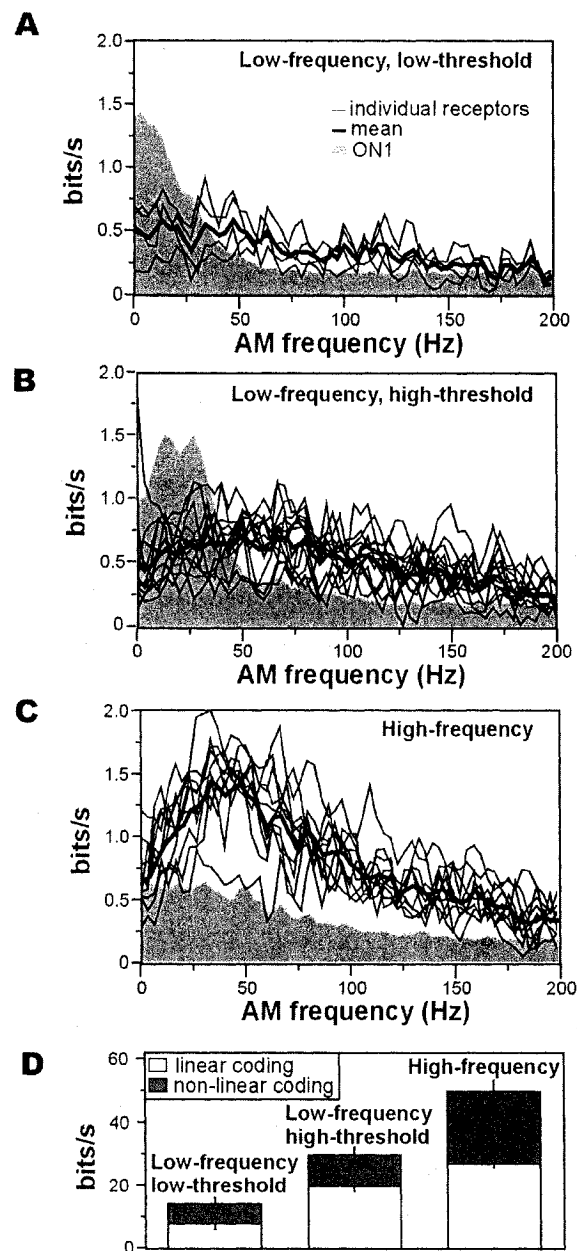 A
Low-frequency, low-threshold
individual receptors
mean
ON1
bits/s
2.0
1.5
1.0
0.5
0
0 50 100 150 200
AM frequency (Hz)
B
Low-frequency, high-threshold
bits/s
2.0
1.5
1.0
0.5
0
0 50 100 150 200
AM frequency (Hz)
C
High-frequency
bits/s
2.0
1.5
1.0
0.5
0
0 50 100 150 200
AM frequency (Hz)
D
linear coding
non-linear coding
High-frequency
Low-frequency
high-threshold
Low-frequency
low-threshold
bits/s
60
40
20
0